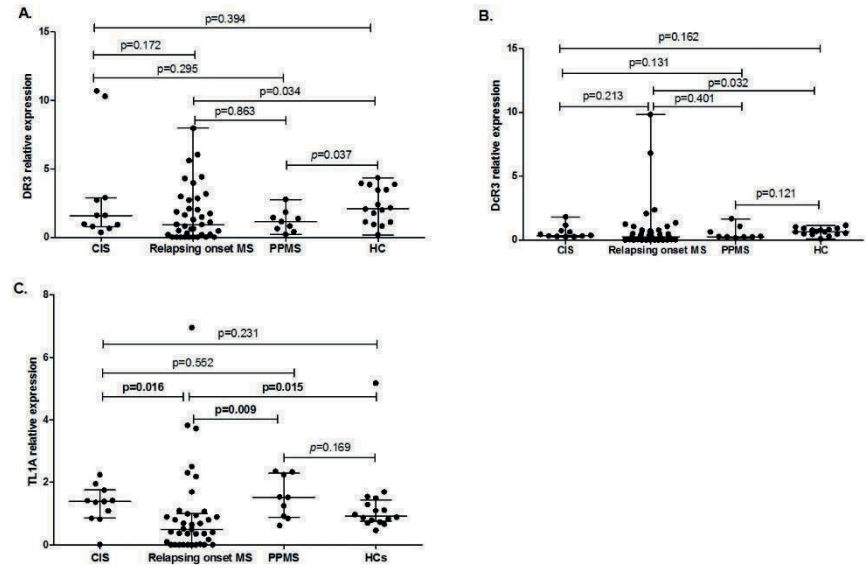 A.
p=0.394
p=0.172
p=0.295
p=0.034
p=0.863
p=0.037
DR3 relative expression
15
10
5
0
CIS Relapsing onset MS PPMS HC
B.
p=0.162
p=0.131
p=0.032
p=0.213 p=0.401
p=0.121
DcR3 relative expression
15
10
5
0
CIS Relapsing onset MS PPMS HC
C.
p=0.231
p=0.552
p=0.016 p=0.015
p=0.009
p=0.169
TL1A relative expression
8
6
4
2
0
CIS Relapsing onset MS PPMS HCs